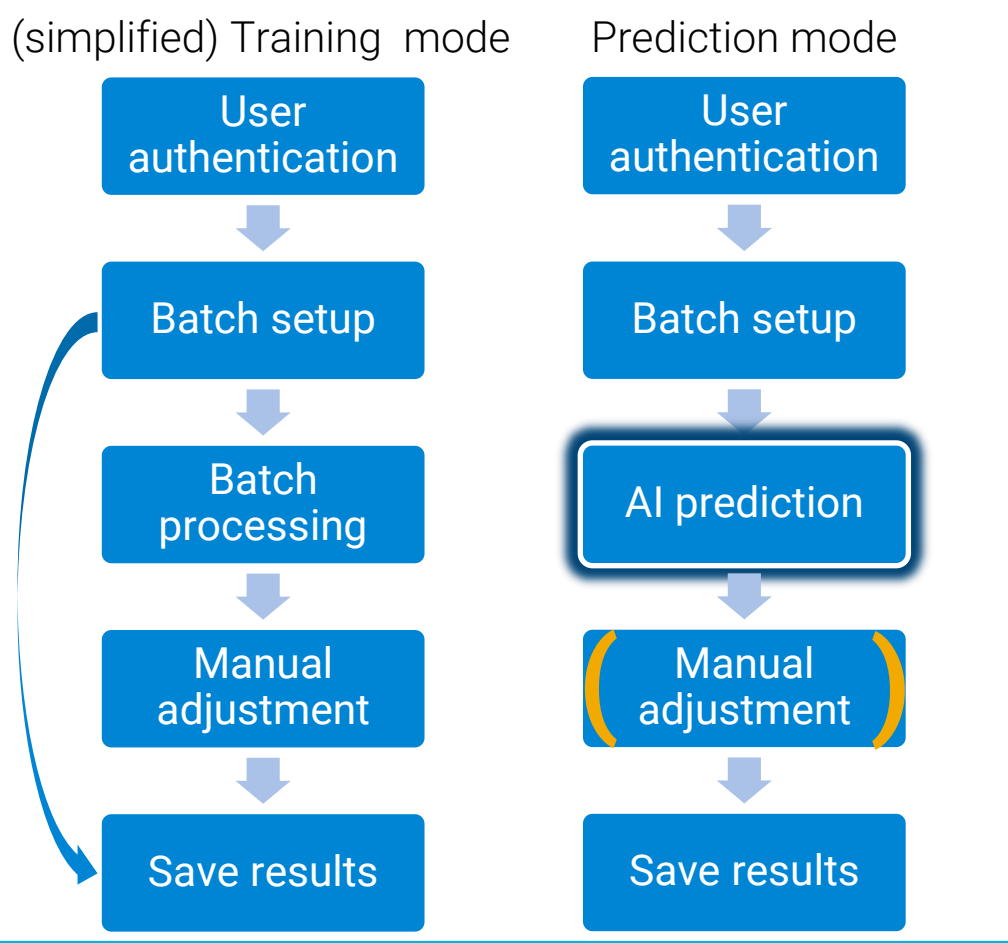 (simplified) Training mode
User
authentication
Batch setup
Batch
processing
Manual
adjustment
Save results
Prediction mode
User
authentication
Batch setup
AI prediction
( Manual
adjustment )
Save results